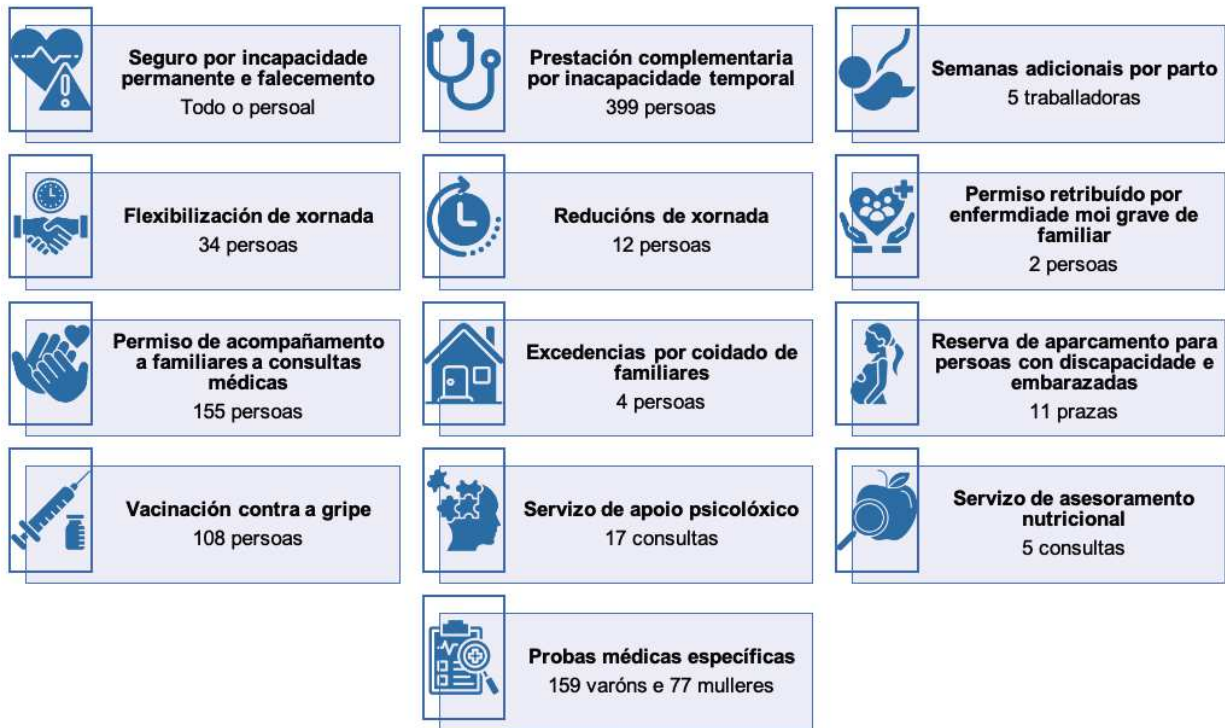 Seguro por incapacidade
permanente e falecemento
Todo o persoal
Prestación complementaria
por inacapacidade temporal
399 persoas
Semanas adicionais por parto
5 traballadoras
Flexibilización de xornada
34 persoas
Reducións de xornada
12 persoas
Permiso retribuído por
enfermdiade moi grave de
familiar
2 persoas
Permiso de acompañamento
a familiares a consultas
médicas
155 persoas
Excedencias por coidado de
familiares
4 persoas
Reserva de aparcamento para
persoas con discapacidade e
embarazadas
11 prazas
Vacinación contra a gripe
108 persoas
Servizo de apoio psicolóxico
17 consultas
Servizo de asesoramento
nutricional
5 consultas
Probas médicas específicas
159 varóns e 77 mulleres